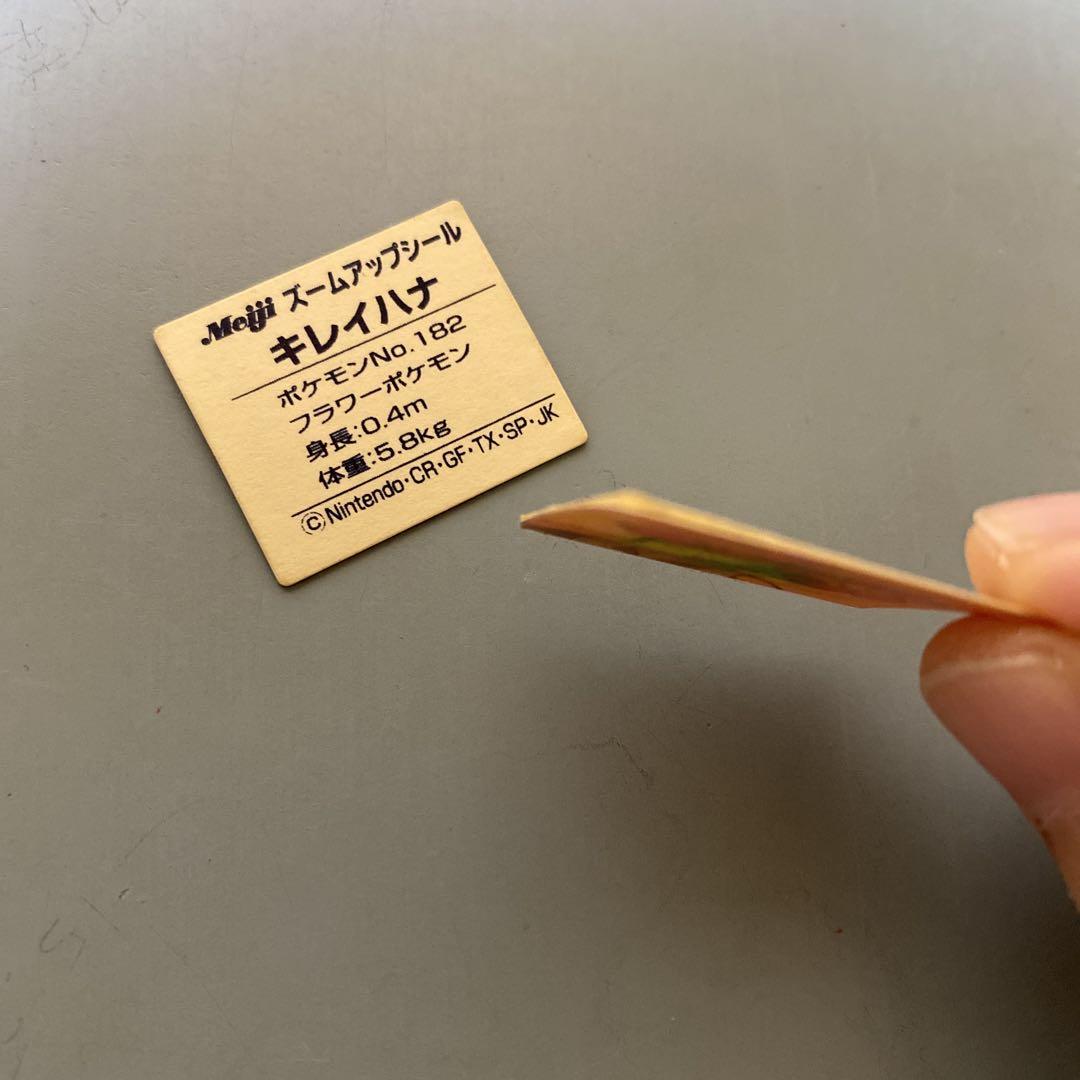 Meiji ズームアップシール
キレイハナ
ポケモンNo.182
フラワーポケモン
身長:0.4m
体重:5.8kg
©Nintendo・CR・GF・TX・SP・JK